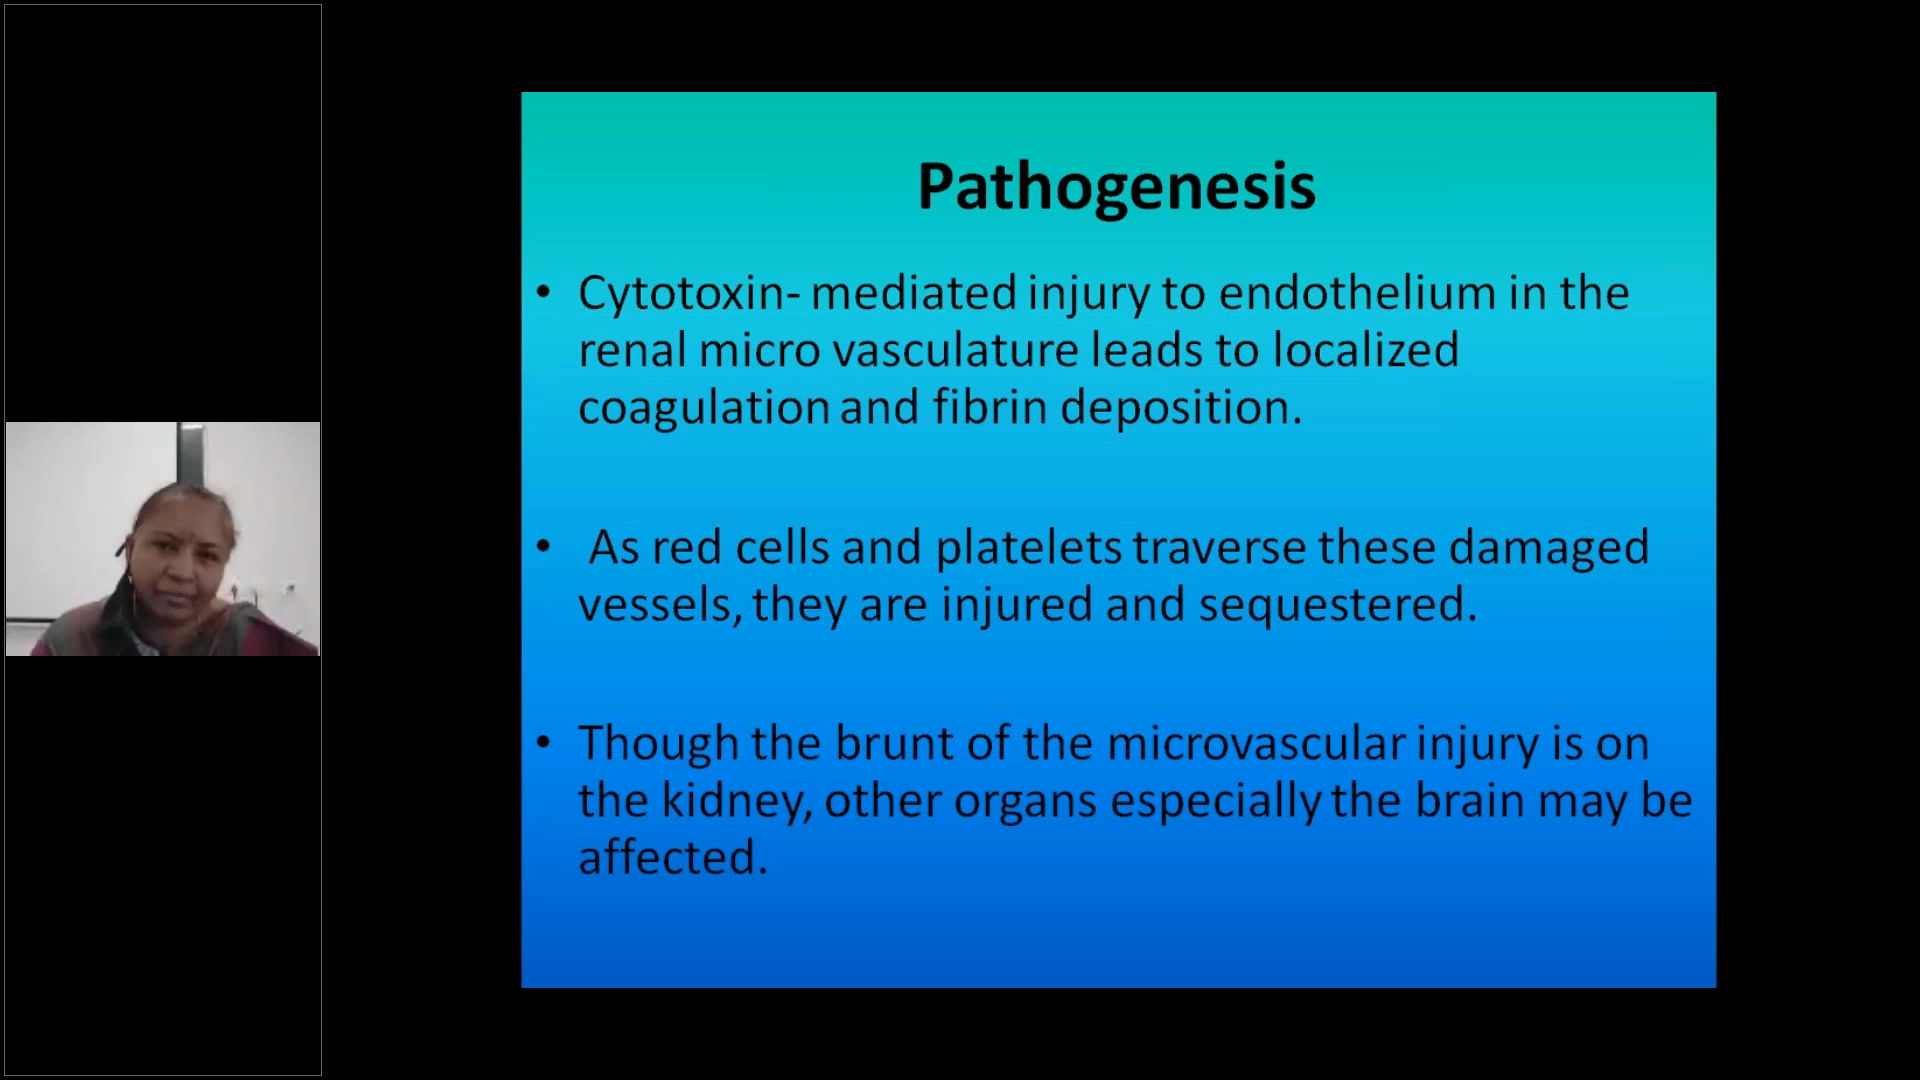 Pathogenesis
• Cytotoxin- mediated injury to endothelium in the
renal micro vasculature leads to localized
coagulation and fibrin deposition.
• As red cells and platelets traverse these damaged
vessels, they are injured and sequestered.
• Though the brunt of the microvascular injury is on
the kidney, other organs especially the brain may be
affected.